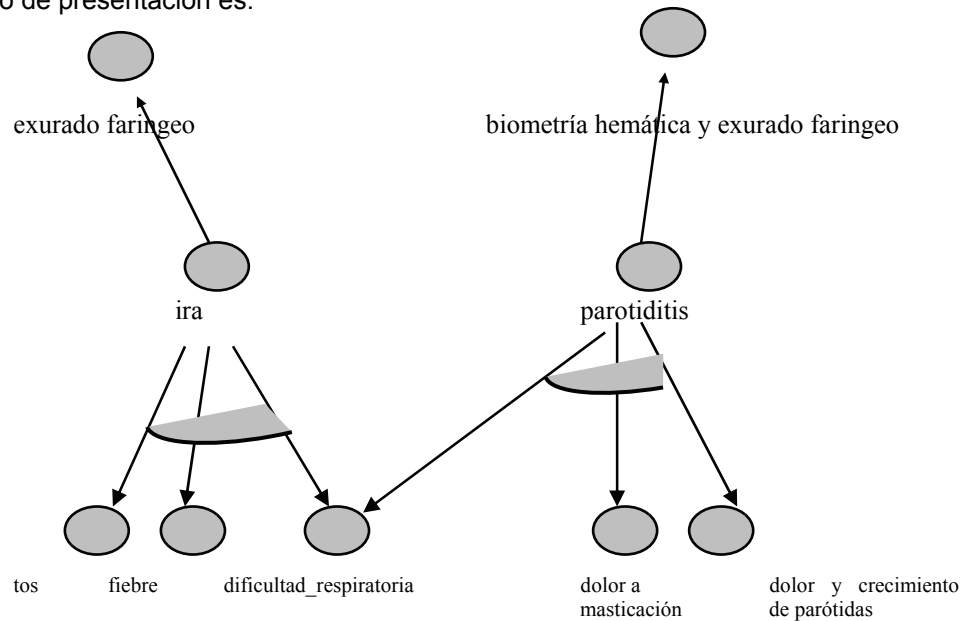 o de presentación es:
exurado faringeo
biometría hemática y exurado faringeo
ira
parotiditis
tos
fiebre
dificultad_respiratoria
dolor a
masticación
dolor y crecimiento
de parótidas